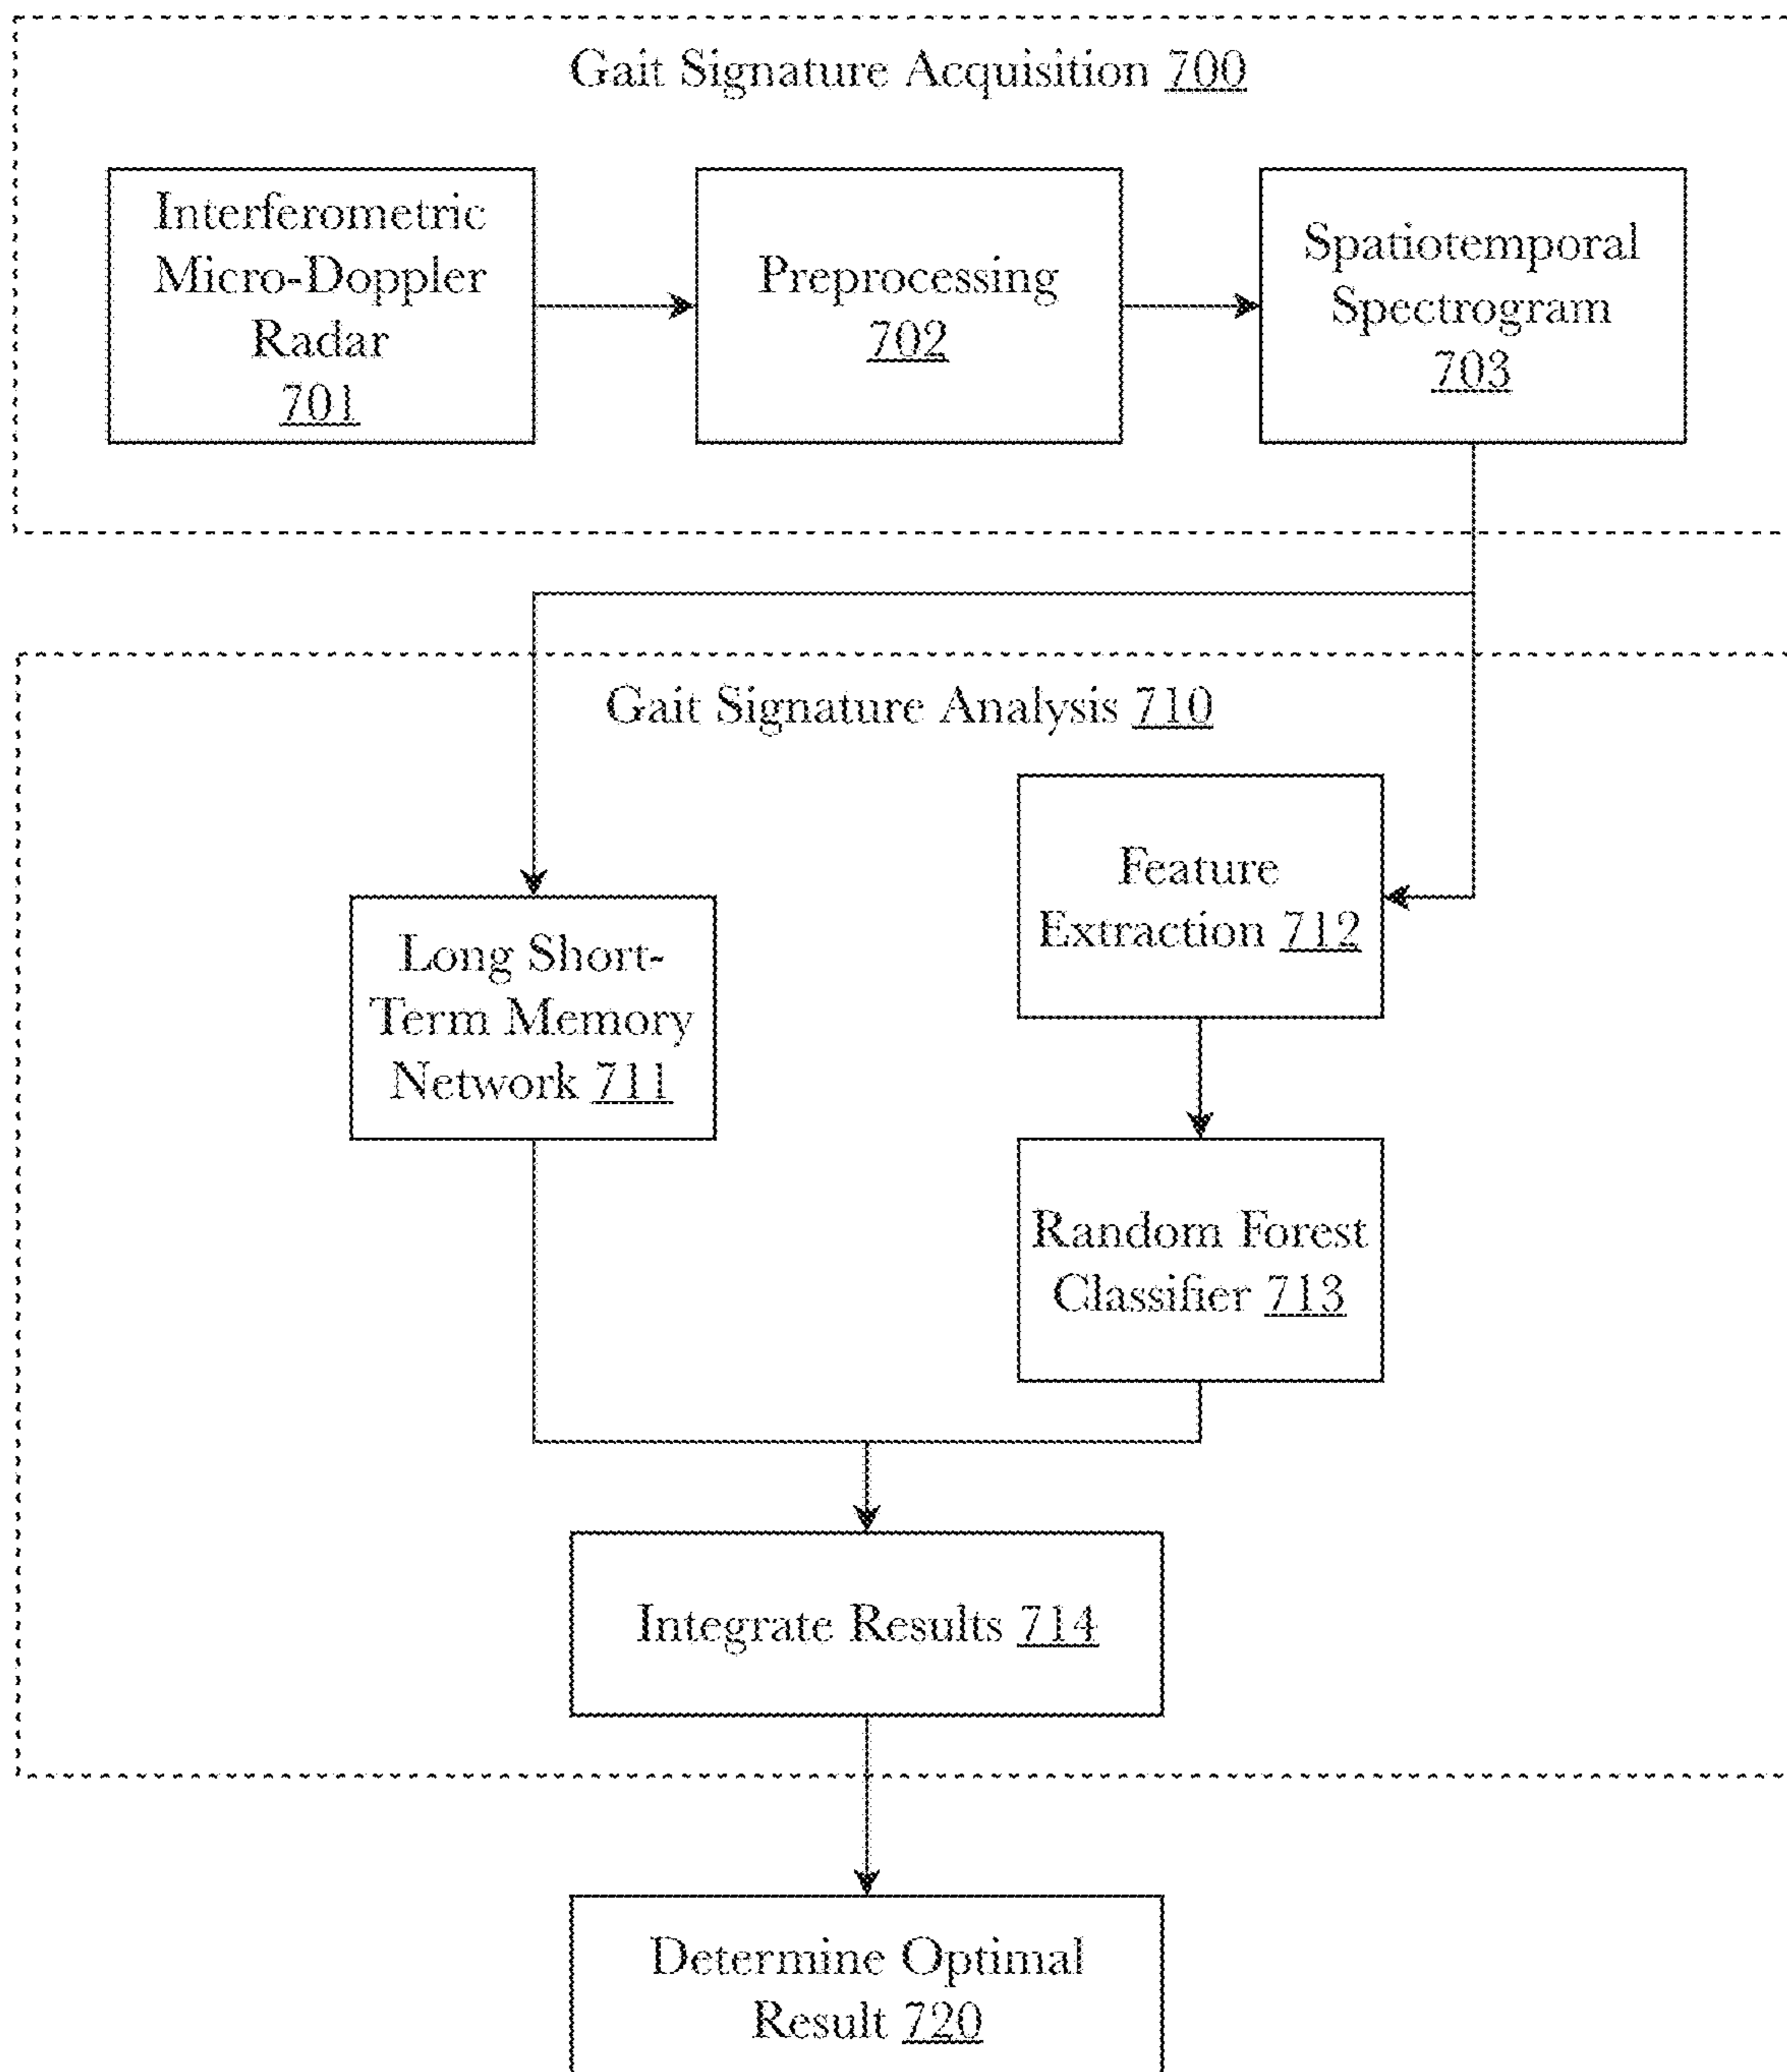 Gait Signature Acquisition 700
Interferometric
Micro-Doppler
Radar
701
Preprocessing
702
Spatiotemporal
Spectrogram
703
Gait Signature Analysis 710
Long Short-
Term Memory
Network 711
Feature
Extraction 712
Random Forest
Classifier 713
Integrate Results 714
Determine Optimal
Result 720